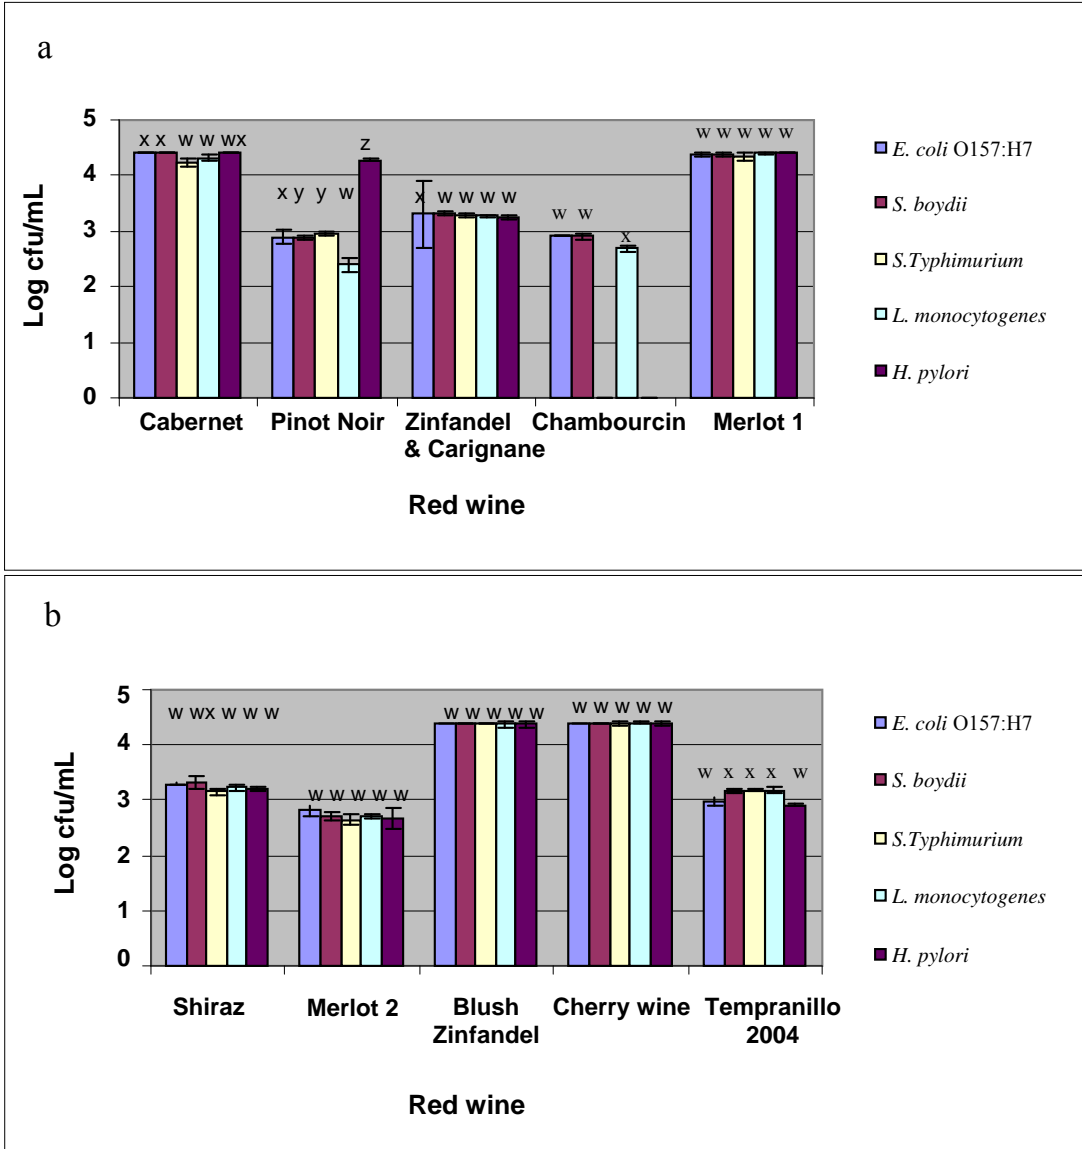 a
5
4
3
2
1
0
Log cfu/mL
x x w w wx
x y y w z
x w w w w
w w x
w w w w w
Cabernet Pinot Noir Zinfandel & Carignane Chambourcin Merlot 1
Red wine
E. coli O157:H7
S. boydii
S.Typhimurium
L. monocytogenes
H. pylori
b
5
4
3
2
1
0
Log cfu/mL
w wx w w w
w w w w w
w w w w w
w w w w w
w x x x w
Shiraz Merlot 2 Blush Zinfandel Cherry wine Tempranillo 2004
Red wine
E. coli O157:H7
S. boydii
S.Typhimurium
L. monocytogenes
H. pylori